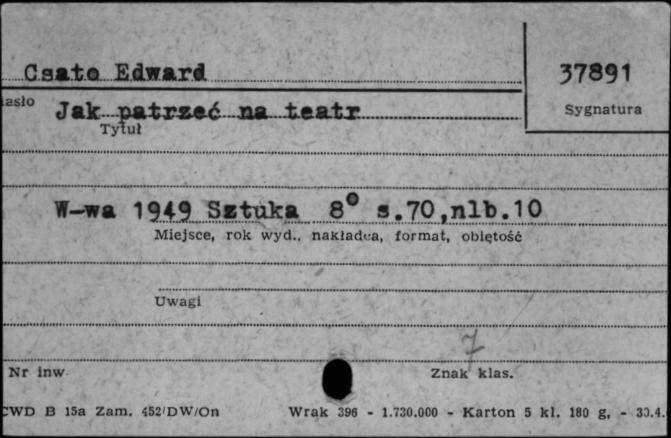 Csato Edward
37891
asło
Sygnatura
Jak patrzeć na teatr
Tytuł
W-wa 1949 Sztuka 8° s.70,nlb.10
Miejsce, rok wyd., nakładca, format, objętość
Uwagi
7
Nr inw.
Znak klas.
CWD B 15a Zam. 452/DW/On Wrak 396 - 1.730.000 - Karton 5 kl. 180 g, - 30.4.